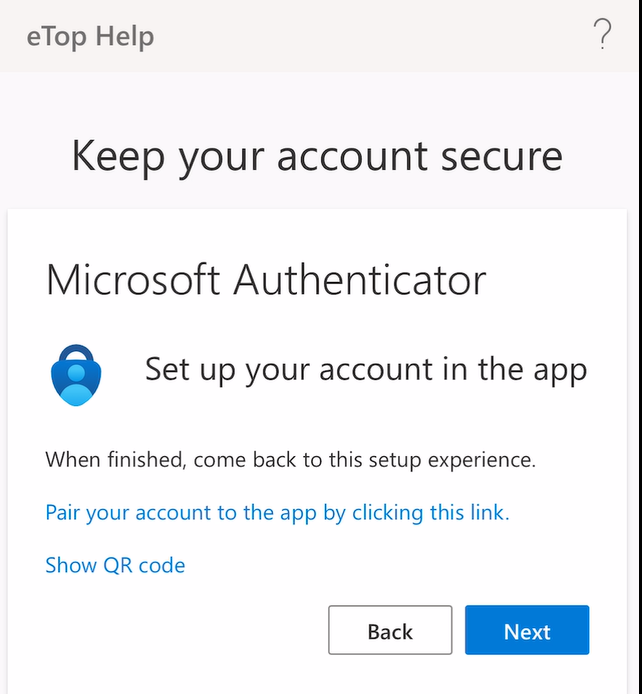 eTop Help
?
Keep your account secure
Microsoft Authenticator
Set up your account in the app
When finished, come back to this setup experience.
Pair your account to the app by clicking this link.
Show QR code
Back
Next